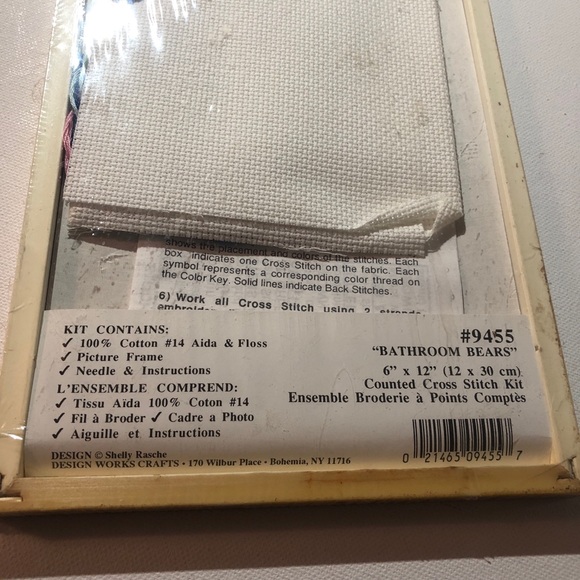 shows the placement and colors of the stitches. Each
box indicates one Cross Stitch on the fabric. Each
symbol represents a corresponding color thread on
the Color Key. Solid lines indicate Back Stitches.
6) Work all Cross Stitch using 2 strands
KIT CONTAINS:
✓ 100% Cotton #14 Aida & Floss
✓ Picture Frame
✓ Needle & Instructions
L'ENSEMBLE COMPREND:
✓ Tissu Aida 100% Coton #14
✓ Fil à Broder ✓ Cadre a Photo
✓ Aiguille et Instructions
DESIGN © Shelly Rasche
DESIGN WORKS CRAFTS • 170 Wilbur Place • Bohemia, NY 11716
#9455
"BATHROOM BEARS"
6" x 12" (12 x 30 cm)
Counted Cross Stitch Kit
Ensemble Broderie à Points Comptès
0 21465 09455 7